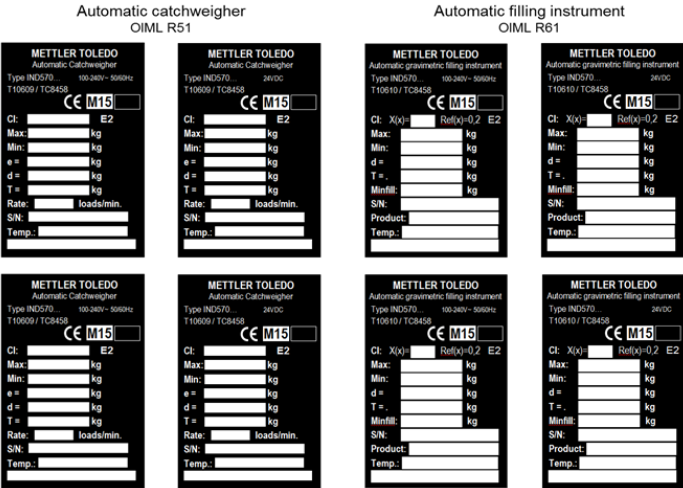 Automatic catchweigher
OIML R51
Automatic filling instrument
OIML R61
METTLER TOLEDO
Automatic Catchweigher
Type IND570... 100-240V~ 50/60Hz
T10609 / TC8458
CE M15
Cl: E2
Max: kg
Min: kg
e = kg
d = kg
T = kg
Rate: loads/min.
S/N:
Temp.:
METTLER TOLEDO
Automatic Catchweigher
Type IND570... 24VDC
T10609 / TC8458
CE M15
Cl: E2
Max: kg
Min: kg
e = kg
d = kg
T = kg
Rate: loads/min.
S/N:
Temp.:
METTLER TOLEDO
Automatic gravimetric filling instrument
Type IND570... 100-240V~ 50/60Hz
T10610 / TC8458
CE M15
Cl: X(x)= Ref(x)=0,2 E2
Max: kg
Min: kg
d = kg
T = . kg
Minfill: kg
S/N:
Product:
Temp.:
METTLER TOLEDO
Automatic gravimetric filling instrument
Type IND570... 24VDC
T10610 / TC8458
CE M15
Cl: X(x)= Ref(x)=0,2 E2
Max: kg
Min: kg
d = kg
T = . kg
Minfill: kg
S/N:
Product:
Temp.:
METTLER TOLEDO
Automatic Catchweigher
Type IND570... 100-240V~ 50/60Hz
T10609 / TC8458
CE M15
Cl: E2
Max: kg
Min: kg
e = kg
d = kg
T = kg
Rate: loads/min.
S/N:
Temp.:
METTLER TOLEDO
Automatic Catchweigher
Type IND570... 24VDC
T10609 / TC8458
CE M15
Cl: E2
Max: kg
Min: kg
e = kg
d = kg
T = kg
Rate: loads/min.
S/N:
Temp.:
METTLER TOLEDO
Automatic gravimetric filling instrument
Type IND570... 100-240V~ 50/60Hz
T10610 / TC8458
CE M15
Cl: X(x)= Ref(x)=0,2 E2
Max: kg
Min: kg
d = kg
T = . kg
Minfill: kg
S/N:
Product:
Temp.:
METTLER TOLEDO
Automatic gravimetric filling instrument
Type IND570... 24VDC
T10610 / TC8458
CE M15
Cl: X(x)= Ref(x)=0,2 E2
Max: kg
Min: kg
d = kg
T = . kg
Minfill: kg
S/N:
Product:
Temp.: